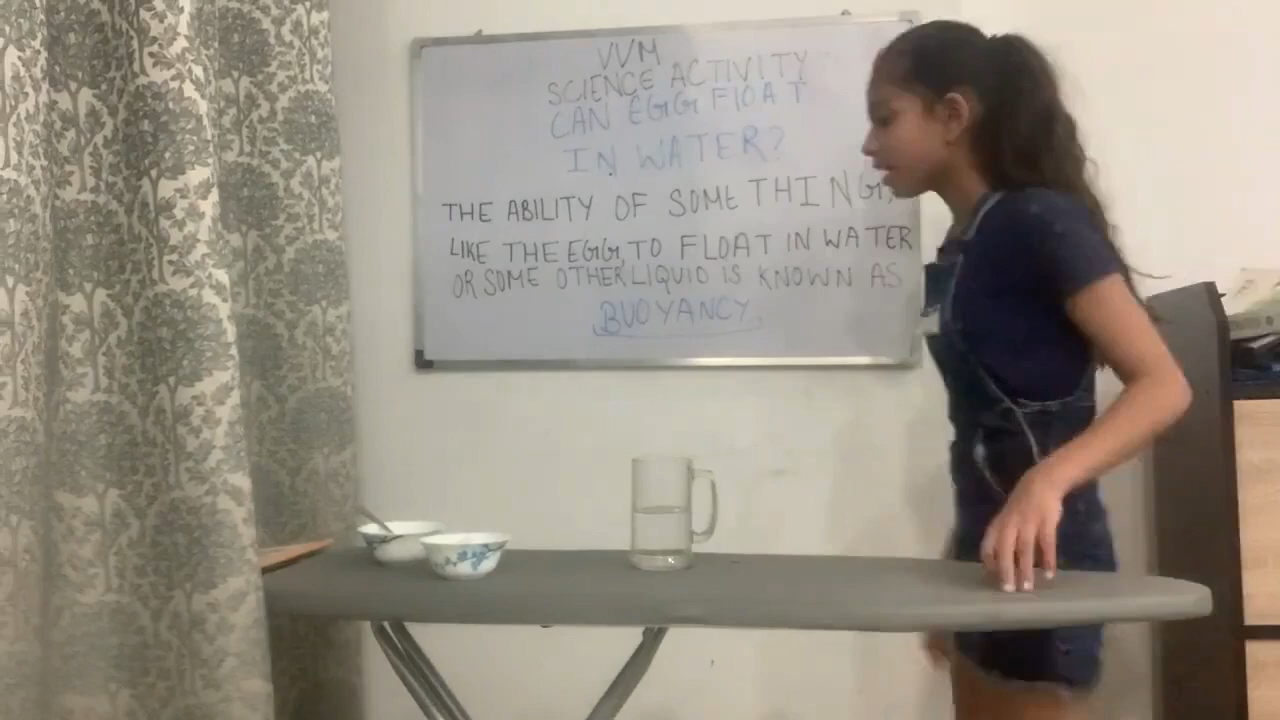 VVM
SCIENCE ACTIVITY
CAN EGG FLOAT
IN WATER?
THE ABILITY OF SOMETHING,
LIKE THE EGG, TO FLOAT IN WATER
OR SOME OTHER LIQUID IS KNOWN AS
BUOYANCY